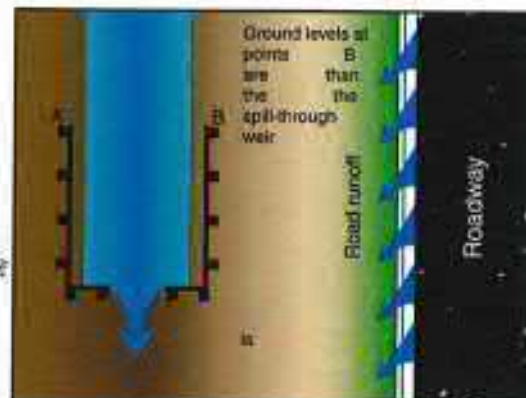 Ground levels at
points B
are than
the the
spill-through
weir
A
B
Road runoff
Roadway
is